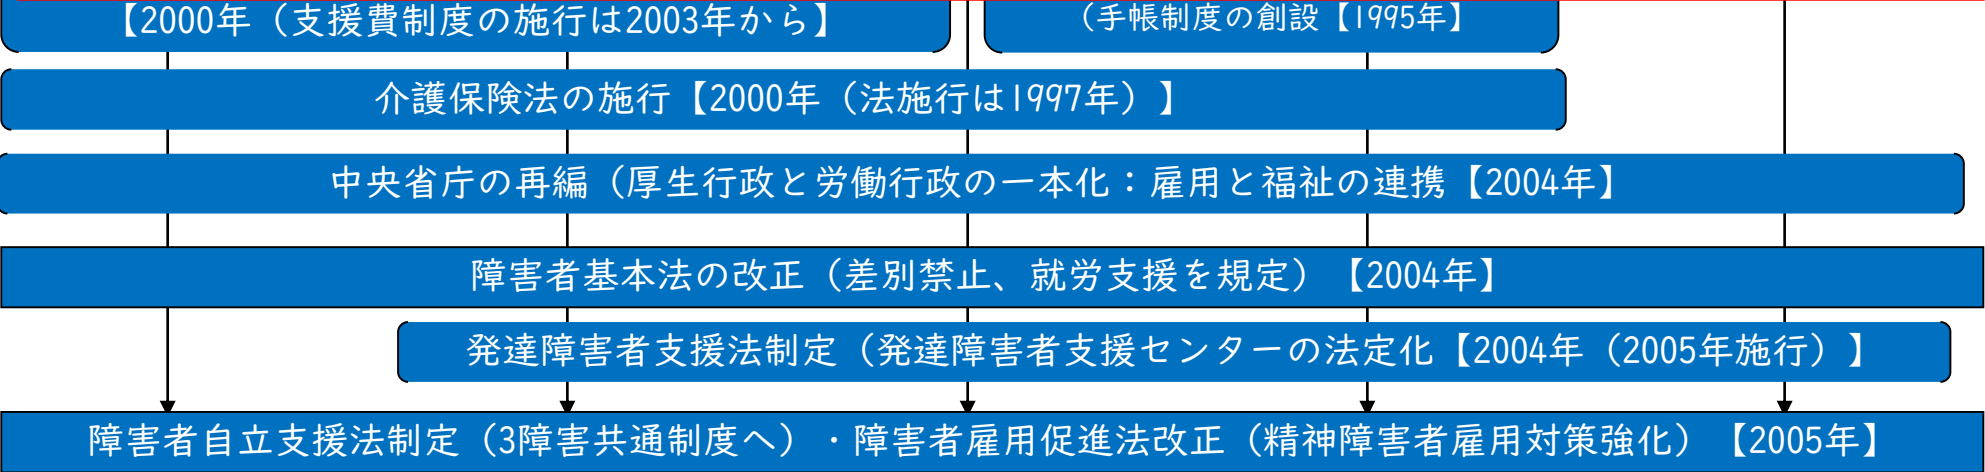 【2000年（支援費制度の施行は2003年から】
（手帳制度の創設【1995年】
介護保険法の施行【2000年（法施行は1997年）】
中央省庁の再編（厚生行政と労働行政の一本化：雇用と福祉の連携【2004年】
障害者基本法の改正（差別禁止、就労支援を規定）【2004年】
発達障害者支援法制定（発達障害者支援センターの法定化【2004年（2005年施行）】
障害者自立支援法制定（3障害共通制度へ）・障害者雇用促進法改正（精神障害者雇用対策強化）【2005年】